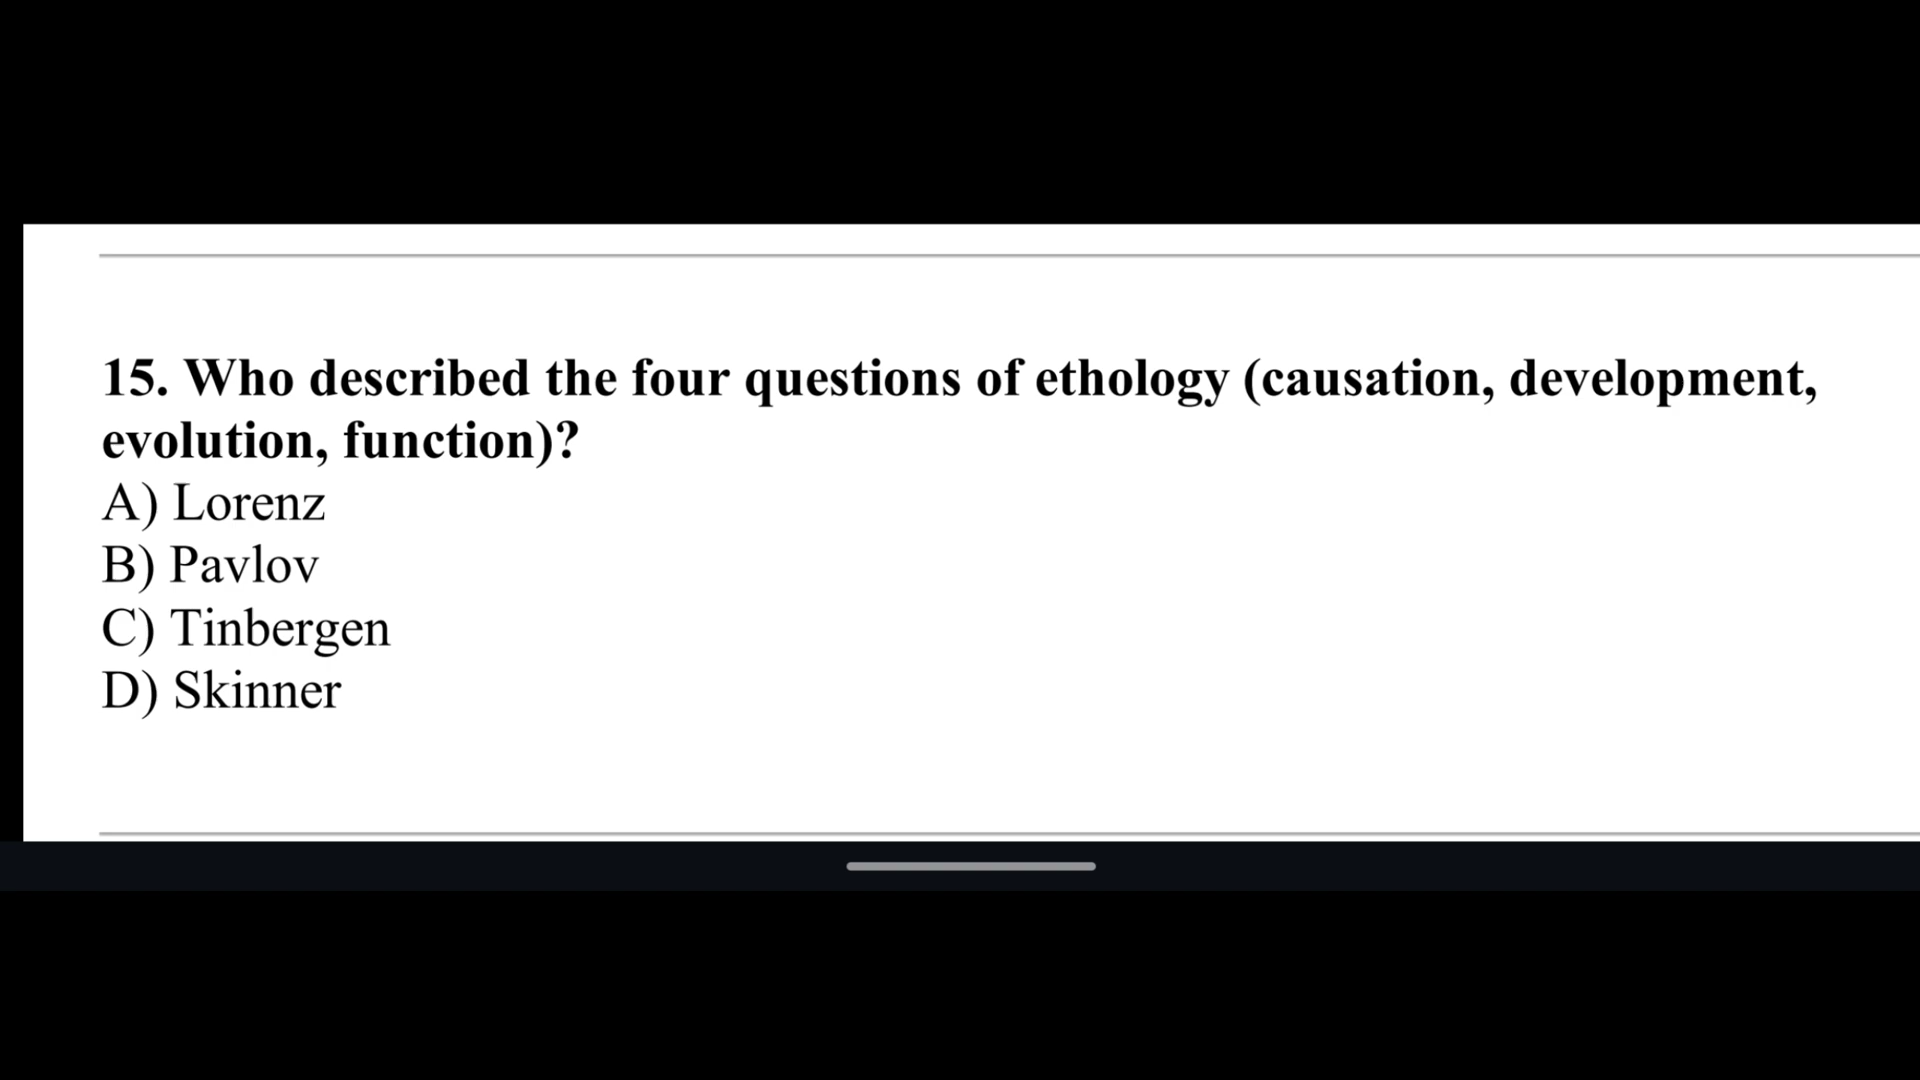 15. Who described the four questions of ethology (causation, development,
evolution, function)?
A) Lorenz
B) Pavlov
C) Tinbergen
D) Skinner